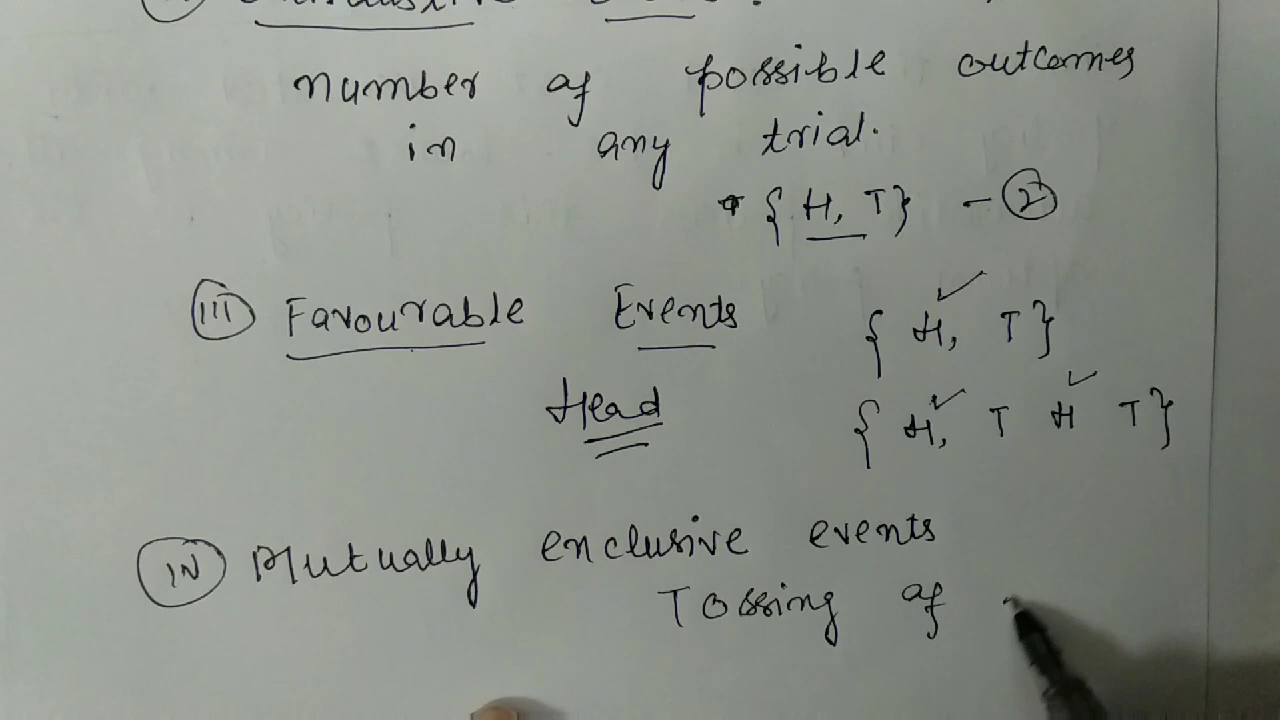 number of possible outcomes
in any trial.
{ H, T} - 2
III Favourable Events { H, T}
Head { H, T H T}
IV Mutually exclusive events
Tossing of